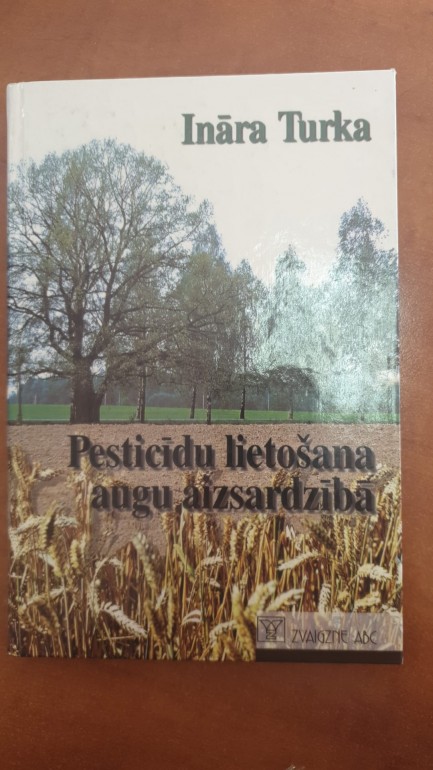 Ināra Turka
Pesticīdu lietošana
augu aizsardzībā
ZVAIGZNE ABC